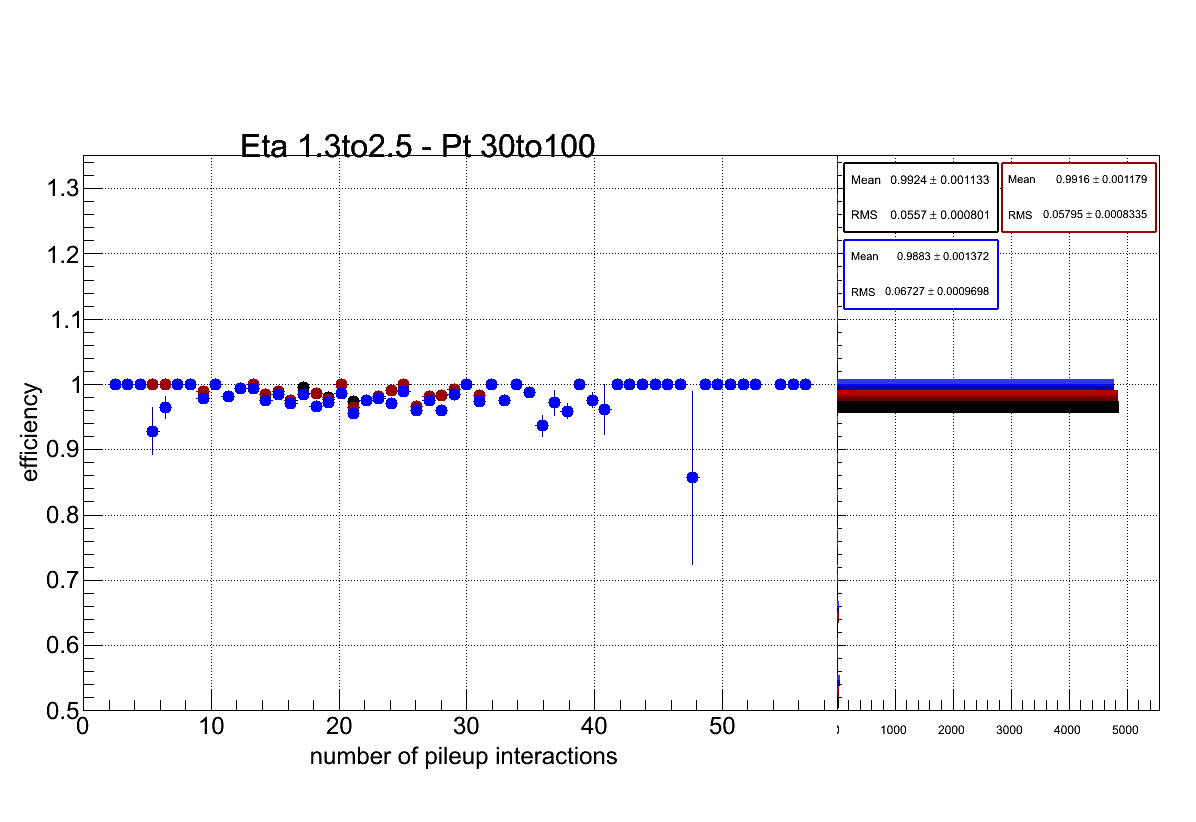 Eta 1.3to2.5 - Pt 30to100
1.3
1.2
1.1
1
0.9
0.8
0.7
0.6
0.5
efficiency
0 10 20 30 40 50
number of pileup interactions
Mean 0.9924 ± 0.001133
RMS 0.0557 ± 0.000801
Mean 0.9916 ± 0.001179
RMS 0.05795 ± 0.0008335
Mean 0.9883 ± 0.001372
RMS 0.06727 ± 0.0009698
1000 2000 3000 4000 5000